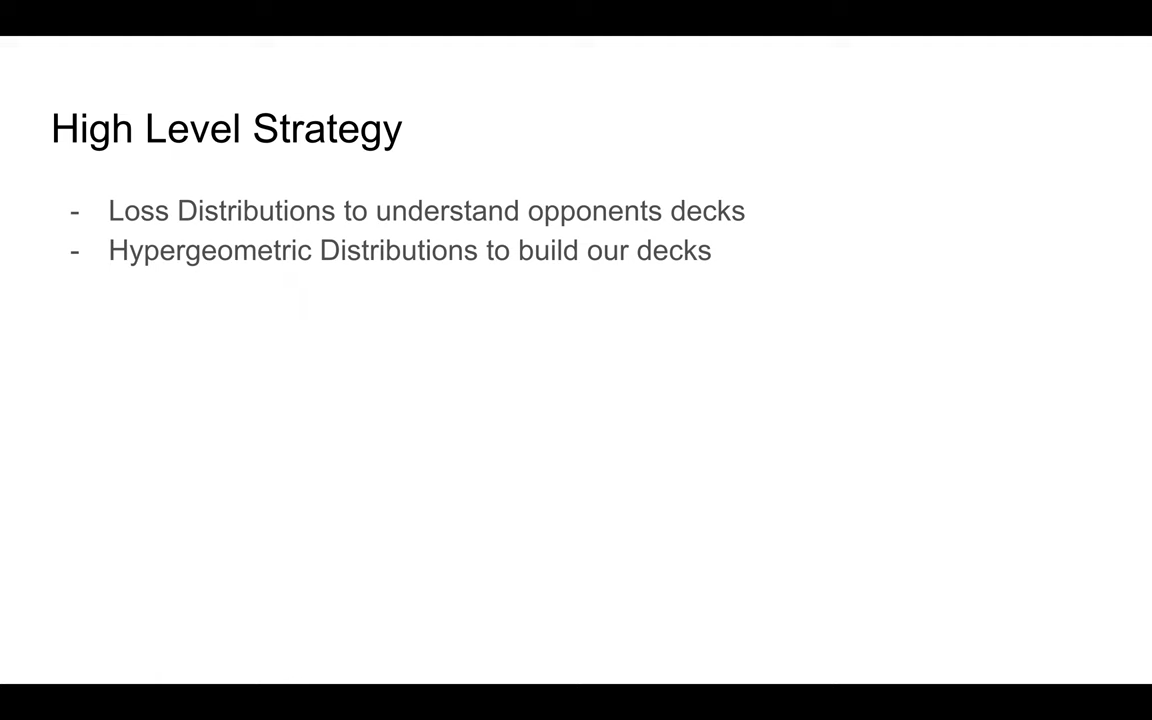 High Level Strategy
- Loss Distributions to understand opponents decks
- Hypergeometric Distributions to build our decks